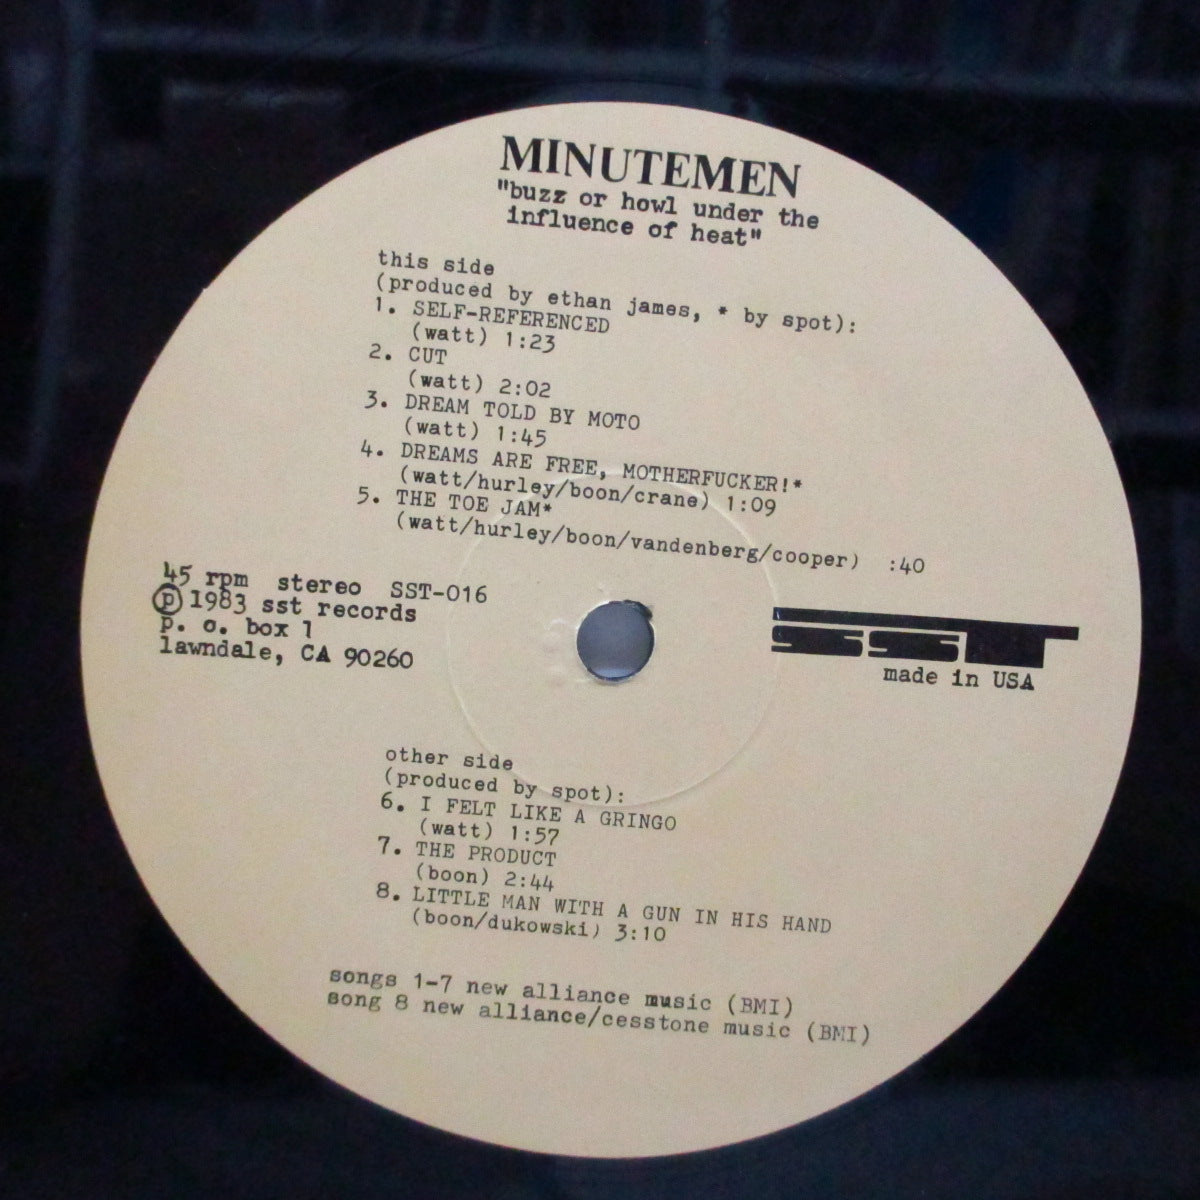 MINUTEMEN
"buzz or howl under the
influence of heat"
this side
(produced by ethan james, * by spot):
1. SELF-REFERENCED
(watt) 1:23
2. CUT
(watt) 2:02
3. DREAM TOLD BY MOTO
(watt) 1:45
4. DREAMS ARE FREE, MOTHERFUCKER!*
(watt/hurley/boon/crane) 1:09
5. THE TOE JAM*
(watt/hurley/boon/vandenberg/cooper) :40
45 rpm stereo SST-016
℗ 1983 sst records
p. o. box 1
lawndale, CA 90260
SST
made in USA
other side
(produced by spot):
6. I FELT LIKE A GRINGO
(watt) 1:57
7. THE PRODUCT
(boon) 2:44
8. LITTLE MAN WITH A GUN IN HIS HAND
(boon/dukowski) 3:10
songs 1-7 new alliance music (BMI)
song 8 new alliance/cesstone music (BMI)